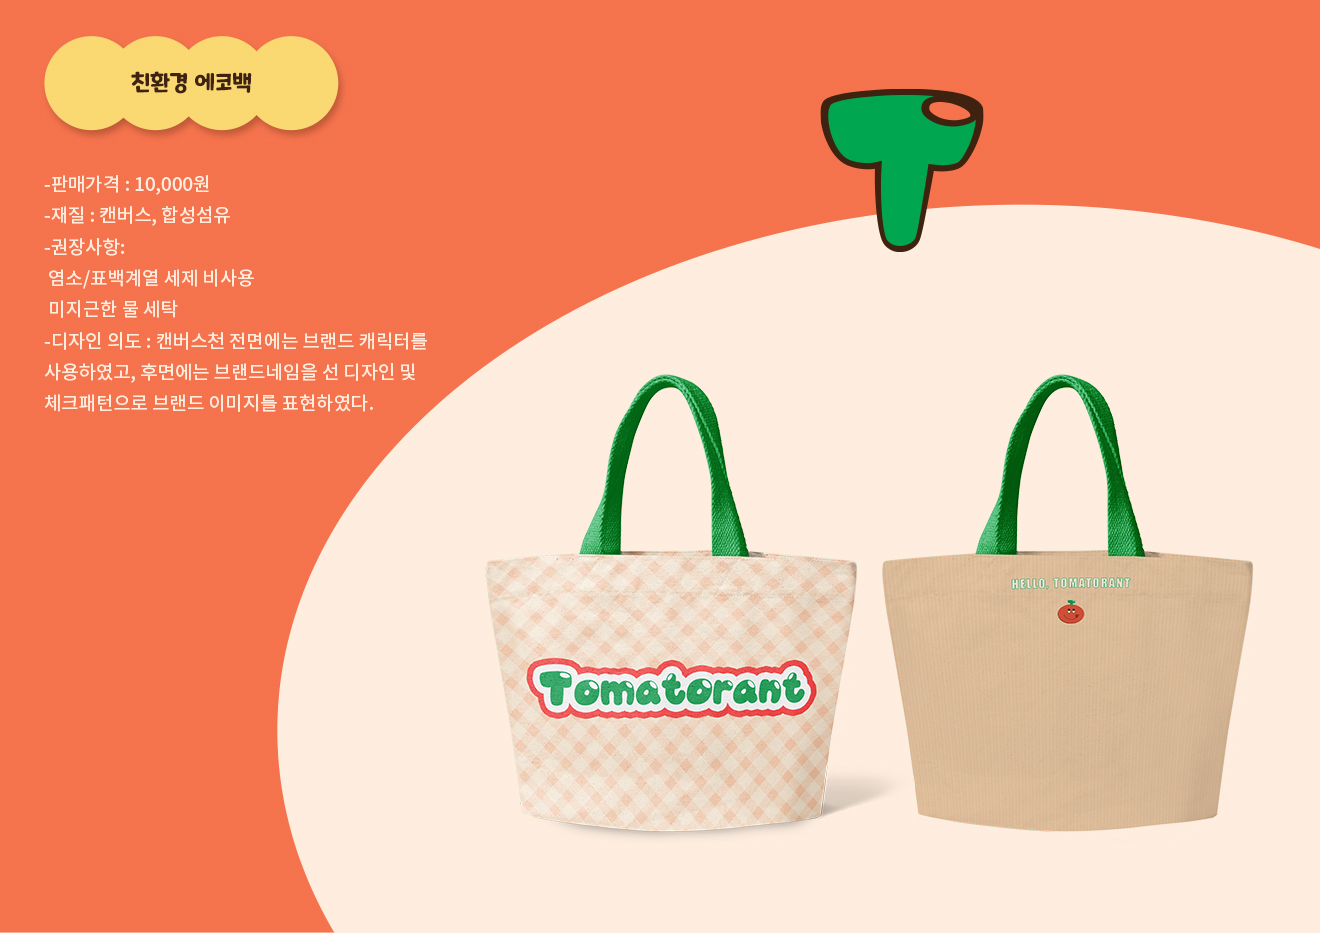 친환경 에코백
-판매가격 : 10,000원
-재질 : 캔버스, 합성섬유
-권장사항:
염소/표백계열 세제 비사용
미지근한 물 세탁
-디자인 의도 : 캔버스천 전면에는 브랜드 캐릭터를
사용하였고, 후면에는 브랜드네임을 선 디자인 및
체크패턴으로 브랜드 이미지를 표현하였다.
T
HELLO, TOMATORANT
Tomatorant